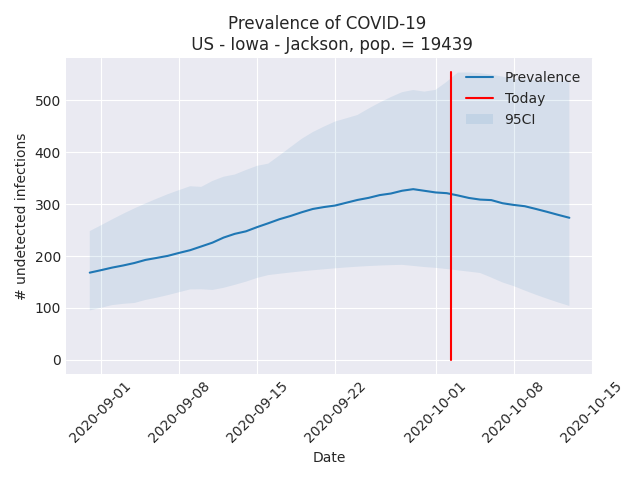 Prevalence of COVID-19
US - Iowa - Jackson, pop. = 19439
# undetected infections
500
400
300
200
100
0
Prevalence
Today
95CI
2020-09-01
2020-09-08
2020-09-15
2020-09-22
2020-10-01
2020-10-08
2020-10-15
Date